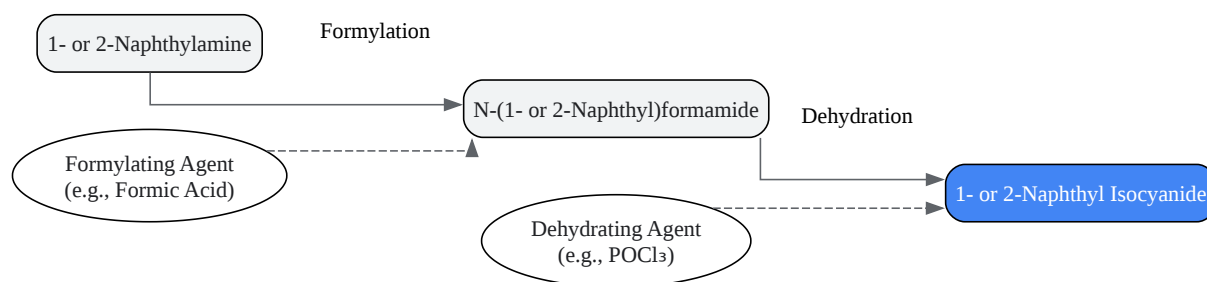 1- or 2-Naphthylamine
Formylation
N-(1- or 2-Naphthyl)formamide
Dehydration
Formylating Agent
(e.g., Formic Acid)
1- or 2-Naphthyl Isocyanide
Dehydrating Agent
(e.g., POCl₃)